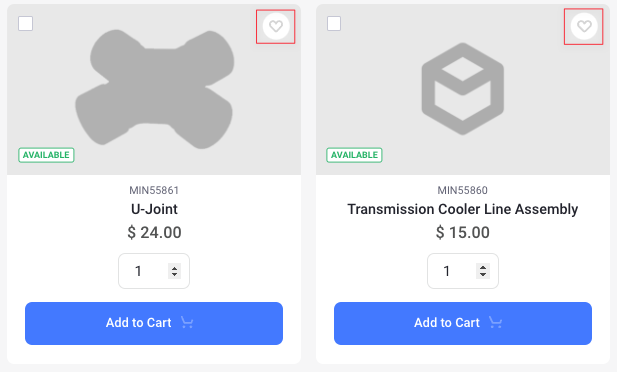 AVAILABLE
MIN55861
U-Joint
$ 24.00
1
Add to Cart
AVAILABLE
MIN55860
Transmission Cooler Line Assembly
$ 15.00
1
Add to Cart